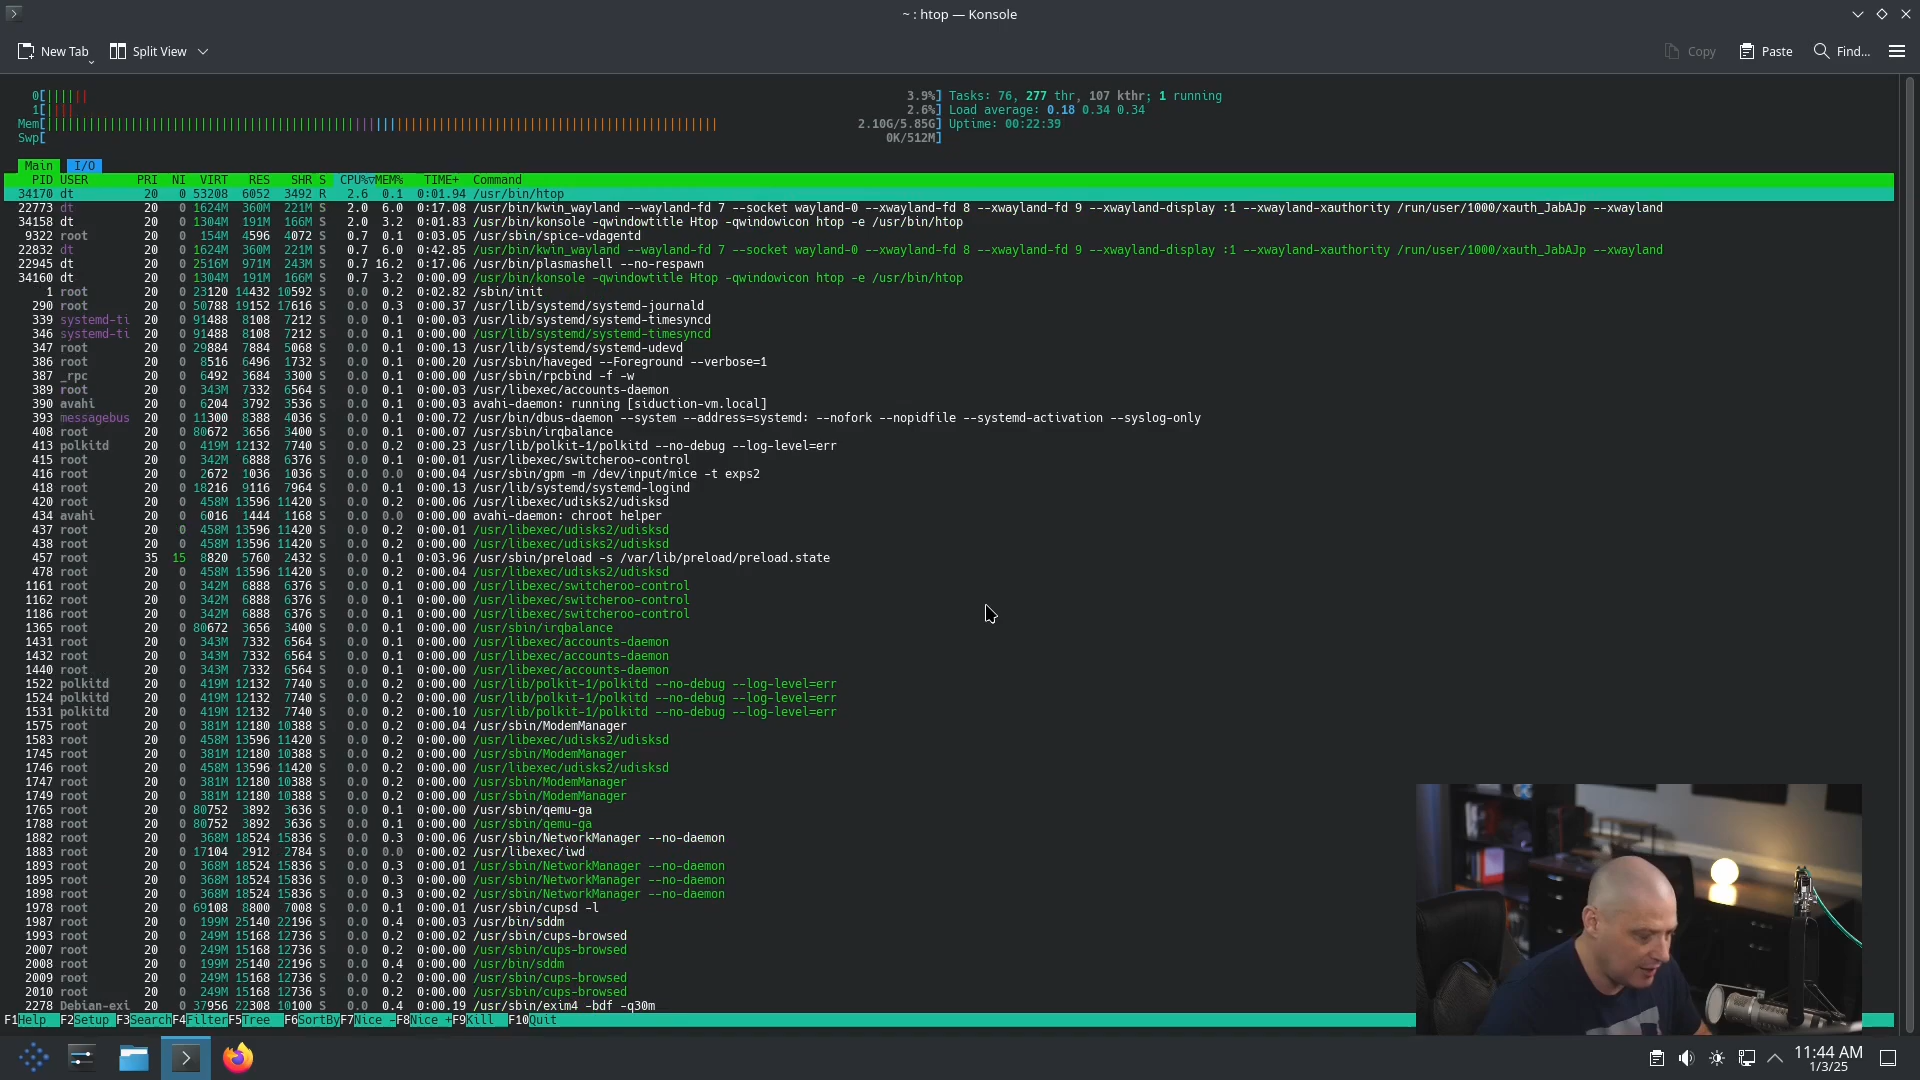 ~ : htop — Konsole
New Tab Split View Copy Paste Find...
0[|||||| 3.9%] Tasks: 76, 277 thr, 107 kthr; 1 running
1[|||| 2.6%] Load average: 0.18 0.34 0.34
Mem[ 2.10G/5.85G] Uptime: 00:22:39
Swp[ 0K/512M]
Main I/O
PID USER PRI NI VIRT RES SHR S CPU%▽MEM% TIME+ Command
34170 dt 20 0 53208 6052 3492 R 2.6 0.1 0:01.94 /usr/bin/htop
22773 dt 20 0 1624M 360M 221M S 2.0 6.0 0:17.08 /usr/bin/kwin_wayland --wayland-fd 7 --socket wayland-0 --xwayland-fd 8 --xwayland-fd 9 --xwayland-display :1 --xwayland-xauthority /run/user/1000/xauth_JabAJp --xwayland
34158 dt 20 0 1304M 191M 166M S 2.0 3.2 0:01.83 /usr/bin/konsole -qwindowtitle Htop -qwindowicon htop -e /usr/bin/htop
9322 root 20 0 154M 4596 4072 S 0.7 0.1 0:03.05 /usr/sbin/spice-vdagentd
22832 dt 20 0 1624M 360M 221M S 0.7 6.0 0:42.85 /usr/bin/kwin_wayland --wayland-fd 7 --socket wayland-0 --xwayland-fd 8 --xwayland-fd 9 --xwayland-display :1 --xwayland-xauthority /run/user/1000/xauth_JabAJp --xwayland
22945 dt 20 0 2516M 971M 243M S 0.7 16.2 0:17.06 /usr/bin/plasmashell --no-respawn
34160 dt 20 0 1304M 191M 166M S 0.7 3.2 0:00.09 /usr/bin/konsole -qwindowtitle Htop -qwindowicon htop -e /usr/bin/htop
1 root 20 0 23120 14432 10592 S 0.0 0.2 0:02.82 /sbin/init
290 root 20 0 50788 19152 17616 S 0.0 0.3 0:00.37 /usr/lib/systemd/systemd-journald
339 systemd-ti 20 0 91488 8108 7212 S 0.0 0.1 0:00.03 /usr/lib/systemd/systemd-timesyncd
346 systemd-ti 20 0 91488 8108 7212 S 0.0 0.1 0:00.00 /usr/lib/systemd/systemd-timesyncd
347 root 20 0 29884 7884 5068 S 0.0 0.1 0:00.13 /usr/lib/systemd/systemd-udevd
386 root 20 0 8516 6496 1732 S 0.0 0.1 0:00.20 /usr/sbin/haveged --Foreground --verbose=1
387 _rpc 20 0 6492 3684 3300 S 0.0 0.1 0:00.00 /usr/sbin/rpcbind -f -w
389 root 20 0 343M 7332 6564 S 0.0 0.1 0:00.03 /usr/libexec/accounts-daemon
390 avahi 20 0 6204 3792 3536 S 0.0 0.1 0:00.03 avahi-daemon: running [siduction-vm.local]
393 messagebus 20 0 11300 8388 4036 S 0.0 0.1 0:00.72 /usr/bin/dbus-daemon --system --address=systemd: --nofork --nopidfile --systemd-activation --syslog-only
408 root 20 0 80672 3656 3400 S 0.0 0.1 0:00.07 /usr/sbin/irqbalance
413 polkitd 20 0 419M 12132 7740 S 0.0 0.2 0:00.23 /usr/lib/polkit-1/polkitd --no-debug --log-level=err
415 root 20 0 342M 6888 6376 S 0.0 0.1 0:00.01 /usr/libexec/switcheroo-control
416 root 20 0 2672 1036 1036 S 0.0 0.0 0:00.04 /usr/sbin/gpm -m /dev/input/mice -t exps2
418 root 20 0 18216 9116 7964 S 0.0 0.1 0:00.13 /usr/lib/systemd/systemd-logind
420 root 20 0 458M 13596 11420 S 0.0 0.2 0:00.06 /usr/libexec/udisks2/udisksd
434 avahi 20 0 6016 1444 1168 S 0.0 0.0 0:00.00 avahi-daemon: chroot helper
437 root 20 0 458M 13596 11420 S 0.0 0.2 0:00.01 /usr/libexec/udisks2/udisksd
438 root 20 0 458M 13596 11420 S 0.0 0.2 0:00.00 /usr/libexec/udisks2/udisksd
457 root 35 15 8820 5760 2432 S 0.0 0.1 0:03.96 /usr/sbin/preload -s /var/lib/preload/preload.state
478 root 20 0 458M 13596 11420 S 0.0 0.2 0:00.04 /usr/libexec/udisks2/udisksd
1161 root 20 0 342M 6888 6376 S 0.0 0.1 0:00.00 /usr/libexec/switcheroo-control
1162 root 20 0 342M 6888 6376 S 0.0 0.1 0:00.00 /usr/libexec/switcheroo-control
1186 root 20 0 342M 6888 6376 S 0.0 0.1 0:00.00 /usr/libexec/switcheroo-control
1365 root 20 0 80672 3656 3400 S 0.0 0.1 0:00.00 /usr/sbin/irqbalance
1431 root 20 0 343M 7332 6564 S 0.0 0.1 0:00.00 /usr/libexec/accounts-daemon
1432 root 20 0 343M 7332 6564 S 0.0 0.1 0:00.00 /usr/libexec/accounts-daemon
1440 root 20 0 343M 7332 6564 S 0.0 0.1 0:00.00 /usr/libexec/accounts-daemon
1522 polkitd 20 0 419M 12132 7740 S 0.0 0.2 0:00.00 /usr/lib/polkit-1/polkitd --no-debug --log-level=err
1524 polkitd 20 0 419M 12132 7740 S 0.0 0.2 0:00.00 /usr/lib/polkit-1/polkitd --no-debug --log-level=err
1531 polkitd 20 0 419M 12132 7740 S 0.0 0.2 0:00.10 /usr/lib/polkit-1/polkitd --no-debug --log-level=err
1575 root 20 0 381M 12180 10388 S 0.0 0.2 0:00.04 /usr/sbin/ModemManager
1583 root 20 0 458M 13596 11420 S 0.0 0.2 0:00.00 /usr/libexec/udisks2/udisksd
1745 root 20 0 381M 12180 10388 S 0.0 0.2 0:00.00 /usr/sbin/ModemManager
1746 root 20 0 458M 13596 11420 S 0.0 0.2 0:00.00 /usr/libexec/udisks2/udisksd
1747 root 20 0 381M 12180 10388 S 0.0 0.2 0:00.00 /usr/sbin/ModemManager
1749 root 20 0 381M 12180 10388 S 0.0 0.2 0:00.00 /usr/sbin/ModemManager
1765 root 20 0 80752 3892 3636 S 0.0 0.1 0:00.00 /usr/sbin/qemu-ga
1788 root 20 0 80752 3892 3636 S 0.0 0.1 0:00.00 /usr/sbin/qemu-ga
1882 root 20 0 368M 18524 15836 S 0.0 0.3 0:00.06 /usr/sbin/NetworkManager --no-daemon
1883 root 20 0 17104 2912 2784 S 0.0 0.0 0:00.02 /usr/libexec/iwd
1893 root 20 0 368M 18524 15836 S 0.0 0.3 0:00.01 /usr/sbin/NetworkManager --no-daemon
1895 root 20 0 368M 18524 15836 S 0.0 0.3 0:00.00 /usr/sbin/NetworkManager --no-daemon
1898 root 20 0 368M 18524 15836 S 0.0 0.3 0:00.02 /usr/sbin/NetworkManager --no-daemon
1978 root 20 0 69108 8800 7008 S 0.0 0.1 0:00.01 /usr/sbin/cupsd -l
1987 root 20 0 199M 25140 22196 S 0.0 0.4 0:00.03 /usr/bin/sddm
1993 root 20 0 249M 15168 12736 S 0.0 0.2 0:00.02 /usr/sbin/cups-browsed
2007 root 20 0 249M 15168 12736 S 0.0 0.2 0:00.00 /usr/sbin/cups-browsed
2008 root 20 0 199M 25140 22196 S 0.0 0.4 0:00.00 /usr/bin/sddm
2009 root 20 0 249M 15168 12736 S 0.0 0.2 0:00.00 /usr/sbin/cups-browsed
2010 root 20 0 249M 15168 12736 S 0.0 0.2 0:00.00 /usr/sbin/cups-browsed
2278 Debian-exi 20 0 37956 22308 10100 S 0.0 0.4 0:00.19 /usr/sbin/exim4 -bdf -q30m
F1Help F2Setup F3SearchF4FilterF5Tree F6SortByF7Nice -F8Nice +F9Kill F10Quit
11:44 AM
1/3/25